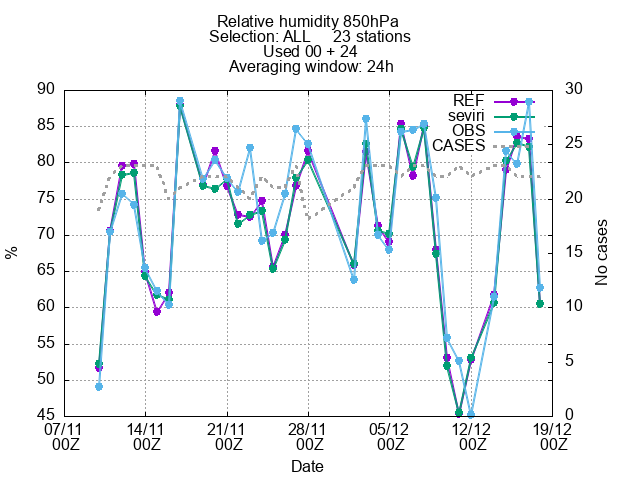 Relative humidity 850hPa
Selection: ALL 23 stations
Used 00 + 24
Averaging window: 24h
90 30
85 25
80 20
75 15
70 10
65 5
60 0
55
50
45
REF
seviri
OBS
CASES
%
No cases
07/11 14/11 21/11 28/11 05/12 12/12 19/12
00Z 00Z 00Z 00Z 00Z 00Z 00Z
Date